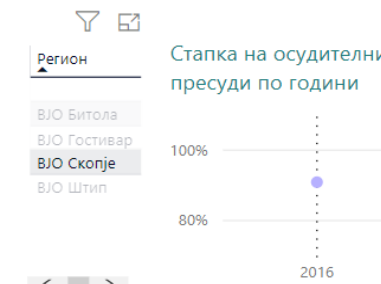 Регион
ВЈО Битола
ВЈО Гостивар
ВЈО Скопје
ВЈО Штип
Стапка на осудителни
пресуди по години
100%
80%
2016